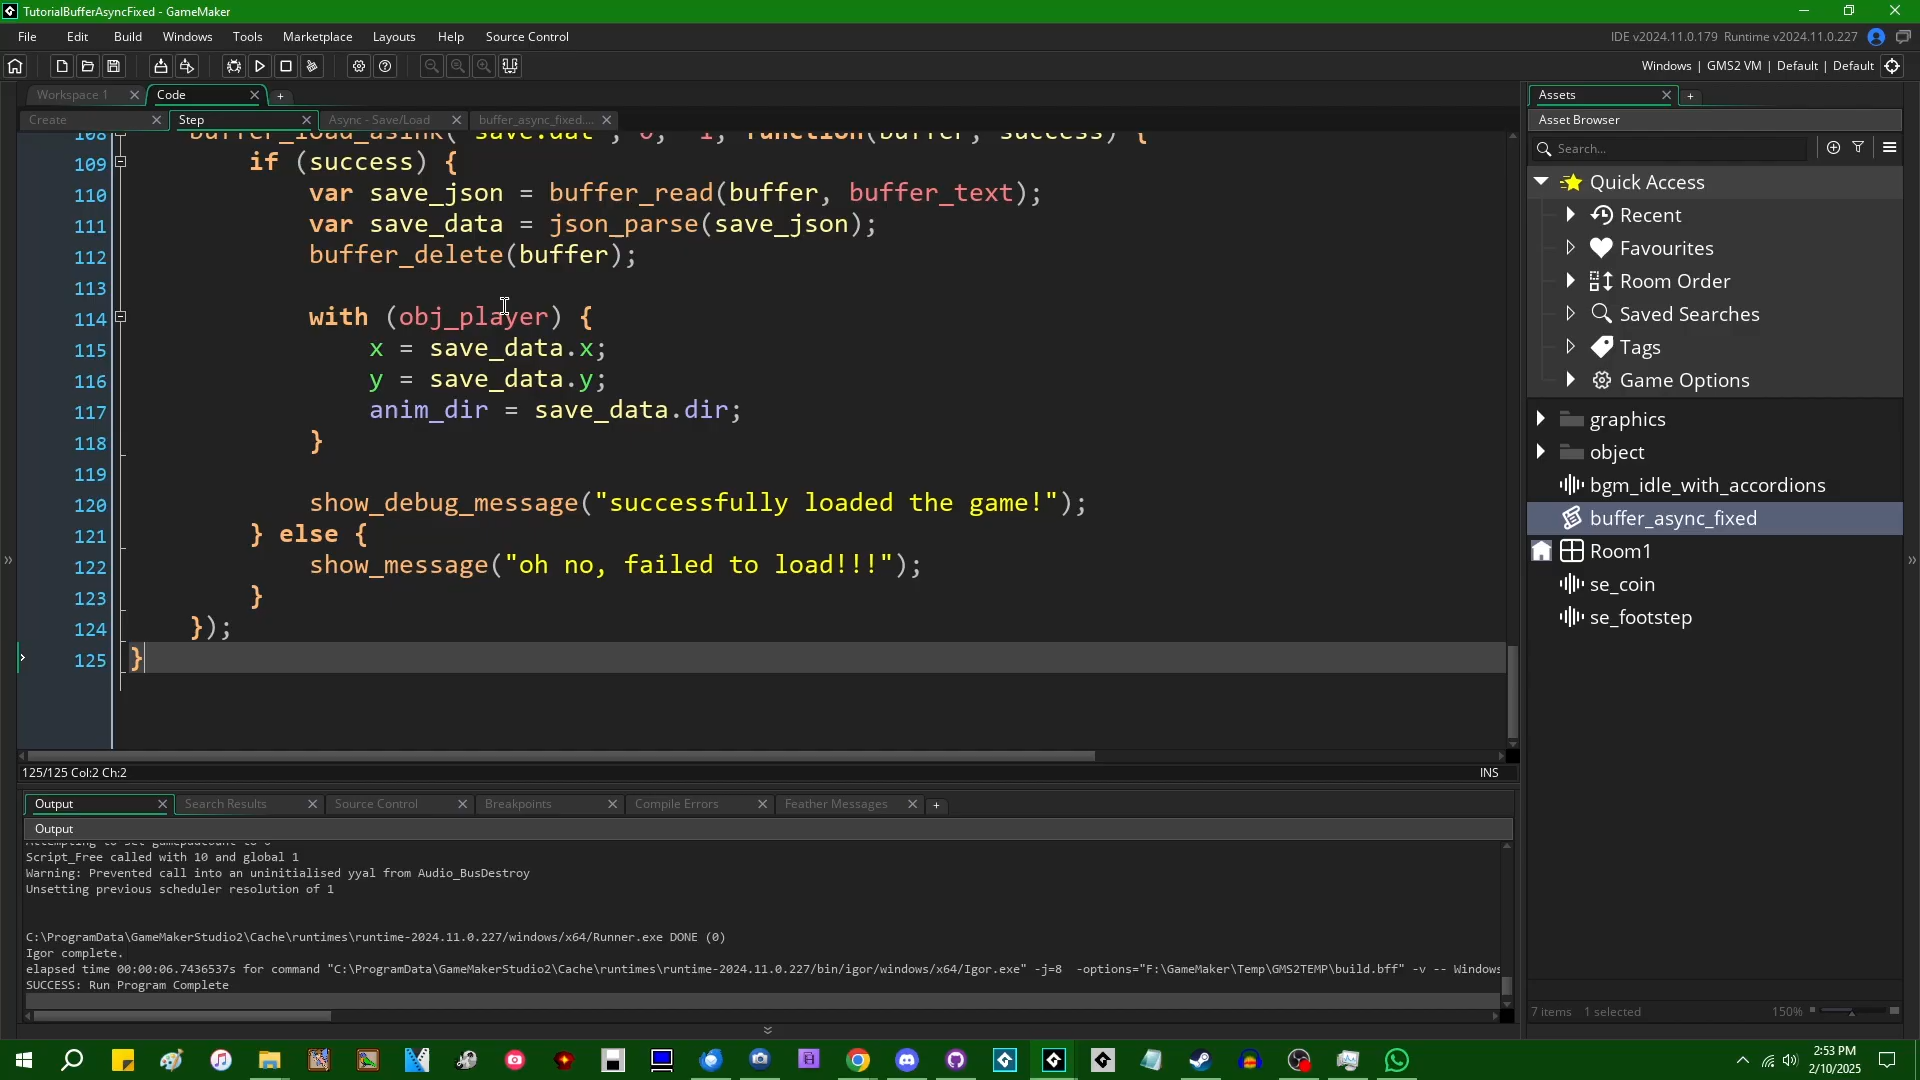 TutorialBufferAsyncFixed - GameMaker
File Edit Build Windows Tools Marketplace Layouts Help Source Control
IDE v2024.11.0.179 Runtime v2024.11.0.227
Windows | GMS2 VM | Default | Default
Workspace 1 Code
Create Step Async - Save/Load buffer_async_fixed....
108 buffer_load_asink("save.dat", 0, -1, function(buffer, success) {
109 if (success) {
110 var save_json = buffer_read(buffer, buffer_text);
111 var save_data = json_parse(save_json);
112 buffer_delete(buffer);
113
114 with (obj_player) {
115 x = save_data.x;
116 y = save_data.y;
117 anim_dir = save_data.dir;
118 }
119
120 show_debug_message("successfully loaded the game!");
121 } else {
122 show_message("oh no, failed to load!!!");
123 }
124 });
125 }
125/125 Col:2 Ch:2 INS
Output Search Results Source Control Breakpoints Compile Errors Feather Messages
Output
Attempting to set gamepadcount to 0
Script_Free called with 10 and global 1
Warning: Prevented call into an uninitialised yyal from Audio_BusDestroy
Unsetting previous scheduler resolution of 1
C:\ProgramData\GameMakerStudio2\Cache\runtimes\runtime-2024.11.0.227/windows/x64/Runner.exe DONE (0)
Igor complete.
elapsed time 00:00:06.7436537s for command "C:\ProgramData\GameMakerStudio2\Cache\runtimes\runtime-2024.11.0.227/bin/igor/windows/x64/Igor.exe" -j=8 -options="F:\GameMaker\Temp\GMS2TEMP\build.bff" -v -- Windows
SUCCESS: Run Program Complete
Assets
Asset Browser
Search...
Quick Access
Recent
Favourites
Room Order
Saved Searches
Tags
Game Options
graphics
object
bgm_idle_with_accordions
buffer_async_fixed
Room1
se_coin
se_footstep
7 items 1 selected 150%
2:53 PM
2/10/2025